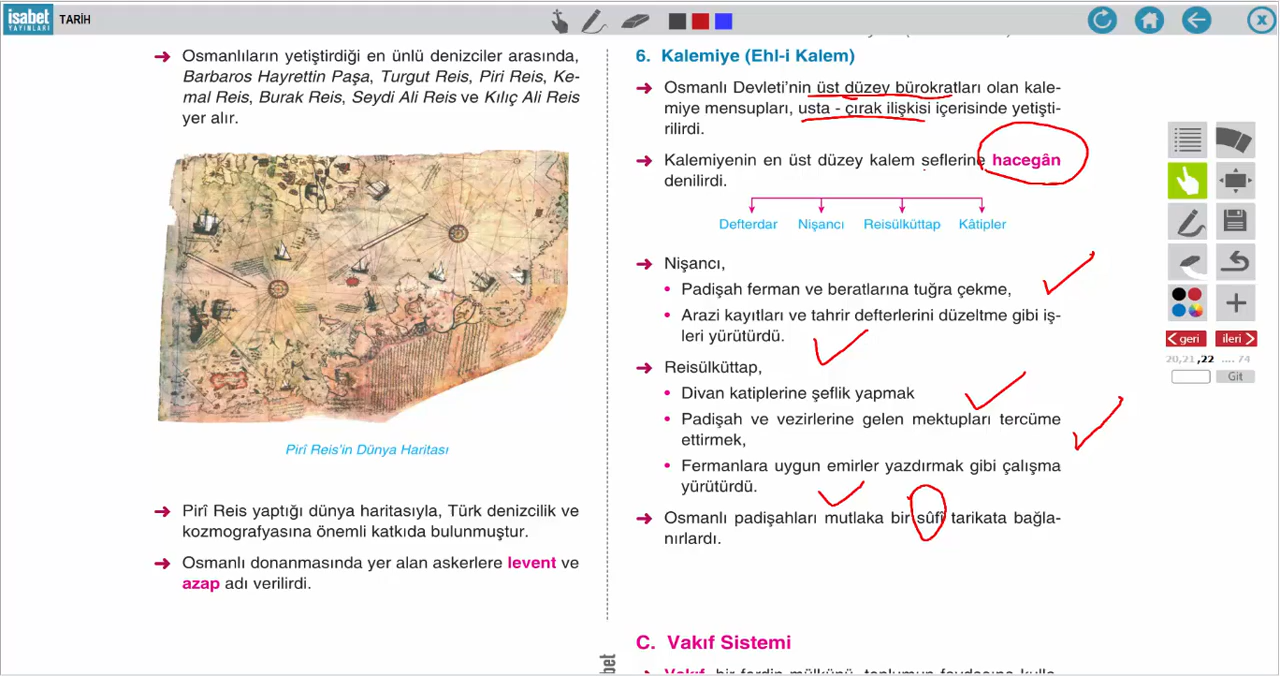 isabet
YAYINLARI
TARİH
➔ Osmanlıların yetiştirdiği en ünlü denizciler arasında,
Barbaros Hayrettin Paşa, Turgut Reis, Piri Reis, Ke-
mal Reis, Burak Reis, Seydi Ali Reis ve Kılıç Ali Reis
yer alır.
Pirî Reis'in Dünya Haritası
➔ Pirî Reis yaptığı dünya haritasıyla, Türk denizcilik ve
kozmografyasına önemli katkıda bulunmuştur.
➔ Osmanlı donanmasında yer alan askerlere levent ve
azap adı verilirdi.
6. Kalemiye (Ehl-i Kalem)
➔ Osmanlı Devleti'nin üst düzey bürokratları olan kale-
miye mensupları, usta - çırak ilişkisi içerisinde yetişti-
rilirdi.
➔ Kalemiyenin en üst düzey kalem şeflerine hacegân
denilirdi.
Defterdar Nişancı Reisülküttap Kâtipler
➔ Nişancı,
• Padişah ferman ve beratlarına tuğra çekme,
• Arazi kayıtları ve tahrir defterlerini düzeltme gibi iş-
leri yürütürdü.
➔ Reisülküttap,
• Divan katiplerine şeflik yapmak
• Padişah ve vezirlerine gelen mektupları tercüme
ettirmek,
• Fermanlara uygun emirler yazdırmak gibi çalışma
yürütürdü.
➔ Osmanlı padişahları mutlaka bir sûfî tarikata bağla-
nırlardı.
C. Vakıf Sistemi
geri ileri
20,21,22 .... 74
Git